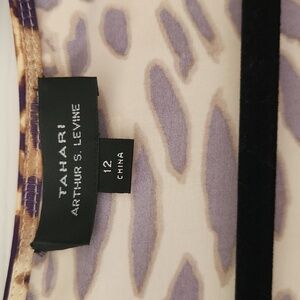 TAHARI
ARTHUR S. LEVINE
12
CHINA